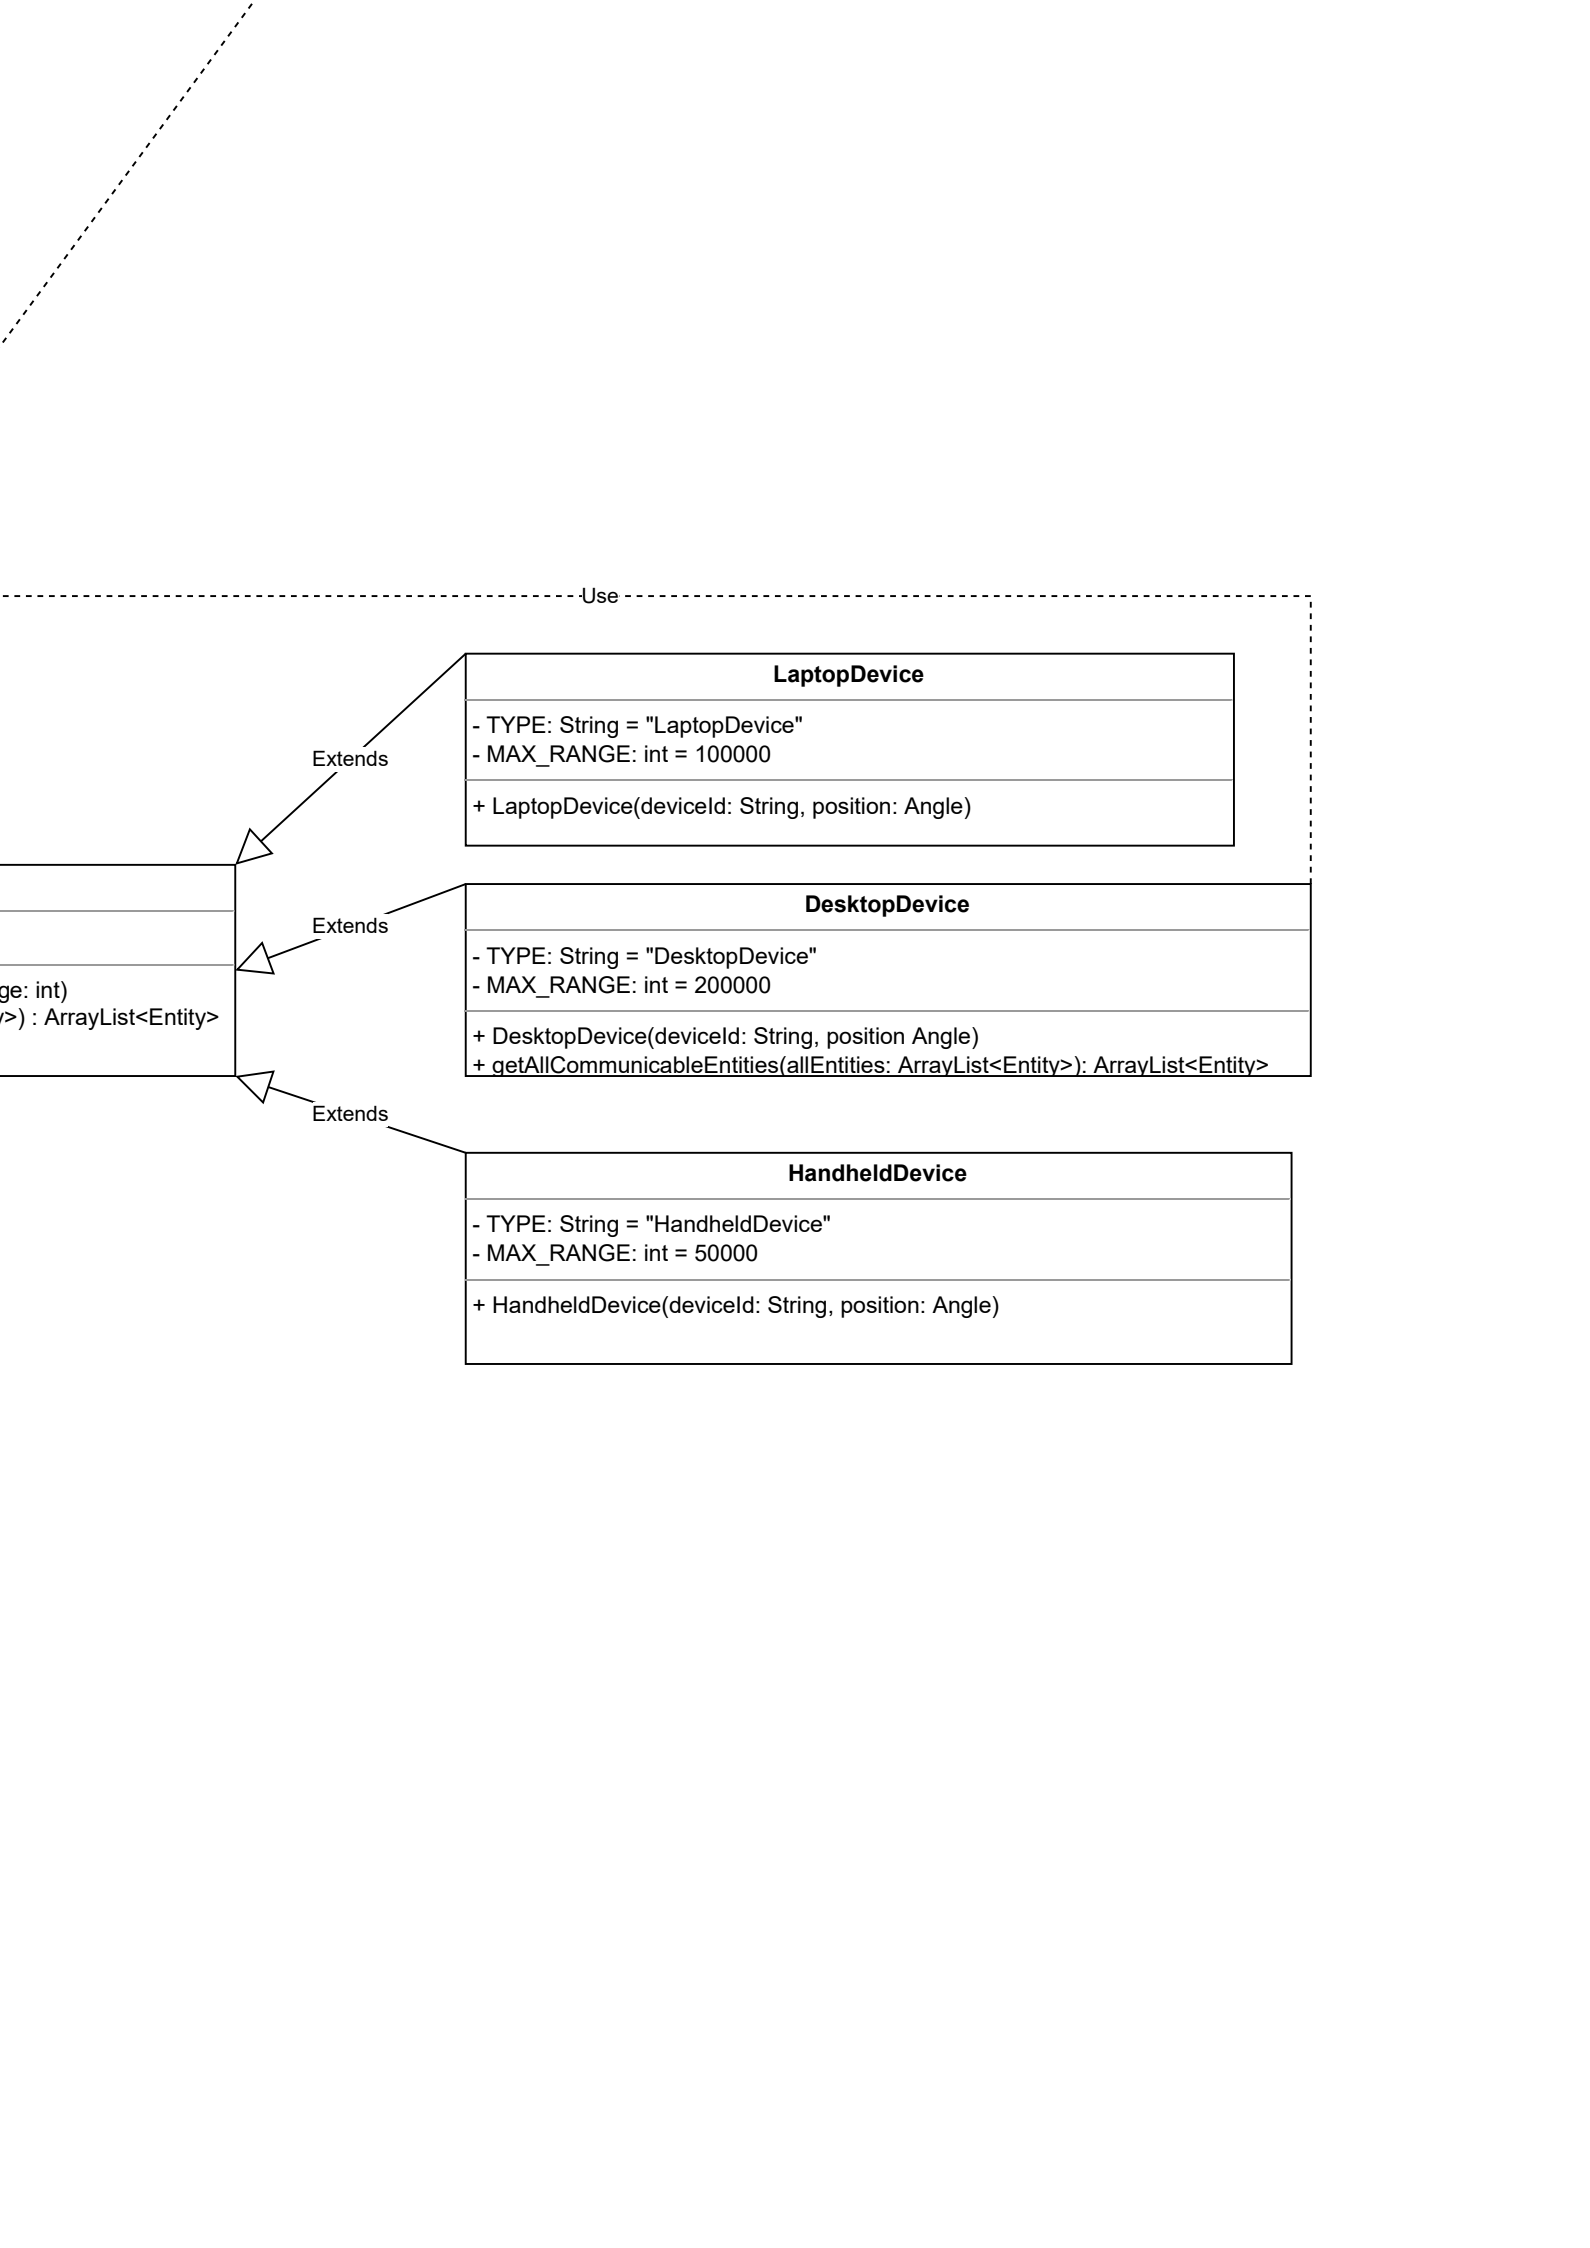 Use
LaptopDevice
- TYPE: String = "LaptopDevice"
- MAX_RANGE: int = 100000
+ LaptopDevice(deviceId: String, position: Angle)
Extends
Extends
Extends
ge: int)
>) : ArrayList<Entity>
DesktopDevice
- TYPE: String = "DesktopDevice"
- MAX_RANGE: int = 200000
+ DesktopDevice(deviceId: String, position Angle)
+ getAllCommunicableEntities(allEntities: ArrayList<Entity>): ArrayList<Entity>
HandheldDevice
- TYPE: String = "HandheldDevice"
- MAX_RANGE: int = 50000
+ HandheldDevice(deviceId: String, position: Angle)